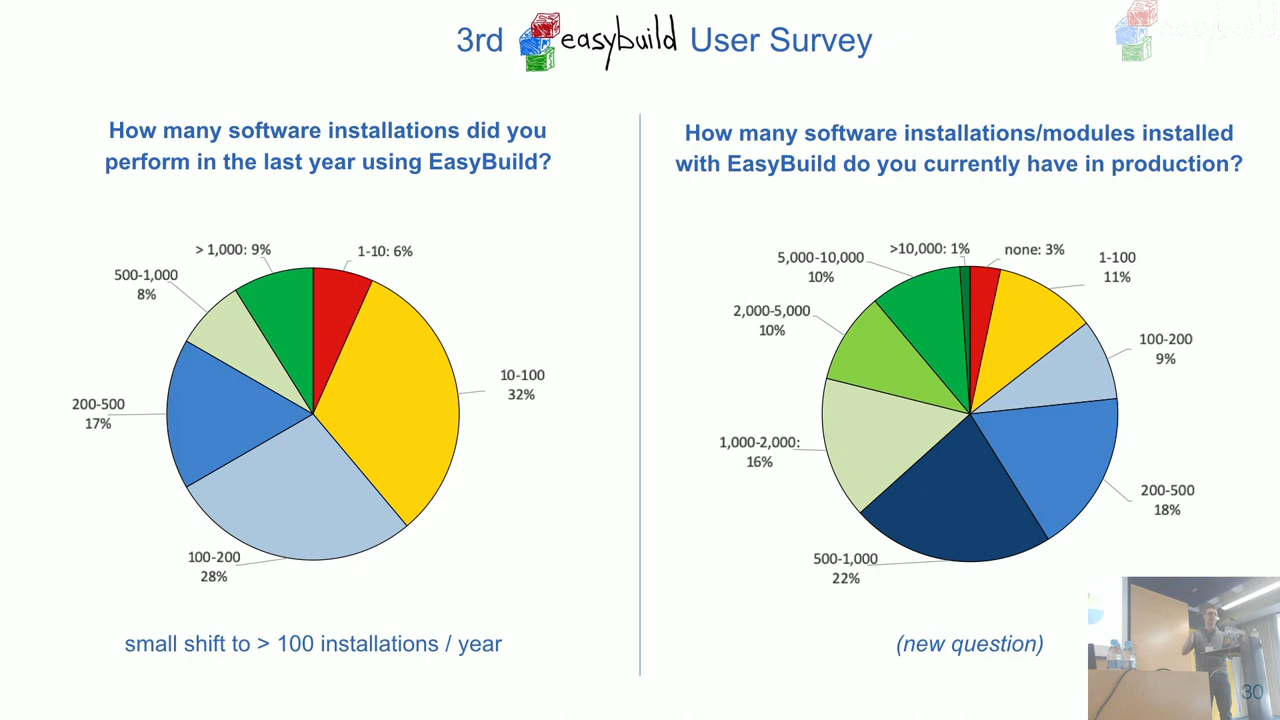 3rd easybuild User Survey
How many software installations did you
perform in the last year using EasyBuild?
> 1,000: 9%
1-10: 6%
500-1,000
8%
10-100
32%
200-500
17%
100-200
28%
small shift to > 100 installations / year
How many software installations/modules installed
with EasyBuild do you currently have in production?
>10,000: 1%
none: 3%
5,000-10,000
10%
1-100
11%
2,000-5,000
10%
100-200
9%
1,000-2,000:
16%
200-500
18%
500-1,000
22%
(new question)
30